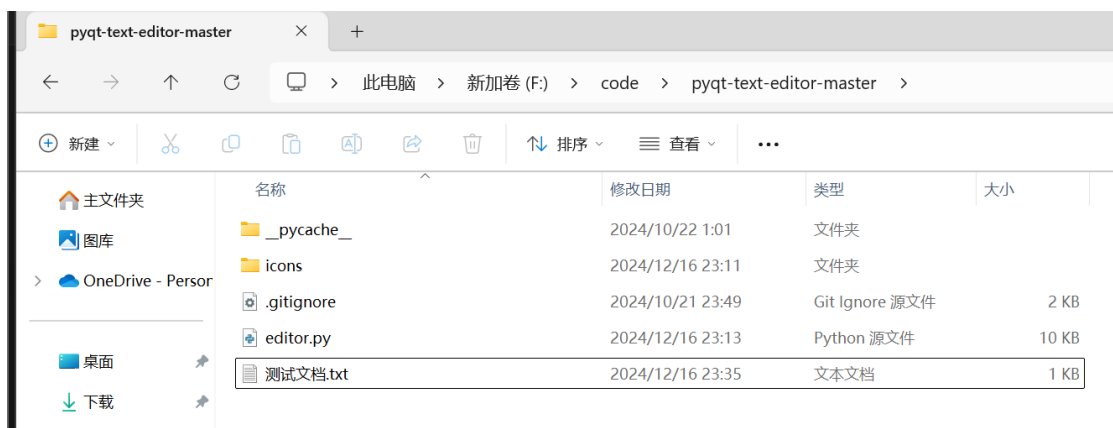 pyqt-text-editor-master
此电脑 > 新加卷 (F:) > code > pyqt-text-editor-master >
新建 排序 查看 ...
名称 修改日期 类型 大小
主文件夹
图库
OneDrive - Person
桌面
下载
__pycache__ 2024/10/22 1:01 文件夹
icons 2024/12/16 23:11 文件夹
.gitignore 2024/10/21 23:49 Git Ignore 源文件 2 KB
editor.py 2024/12/16 23:13 Python 源文件 10 KB
测试文档.txt 2024/12/16 23:35 文本文档 1 KB